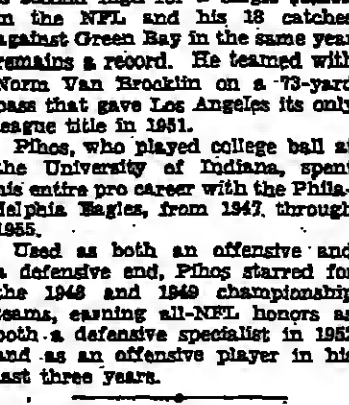 in the NFL and his 18 catches
against Green Bay in the same year
remains a record. He teamed with
Norm Van Brocklin on a 73-yard
pass that gave Los Angeles its only
league title in 1951.
Pihos, who played college ball at
the University of Indiana, spent
his entire pro career with the Phila-
delphia Eagles, from 1947, through
1955.
Used as both an offensive and
a defensive end, Pihos starred for
the 1948 and 1949 championship
teams, earning all-NFL honors as
both a defensive specialist in 1952
and as an offensive player in his
last three years.